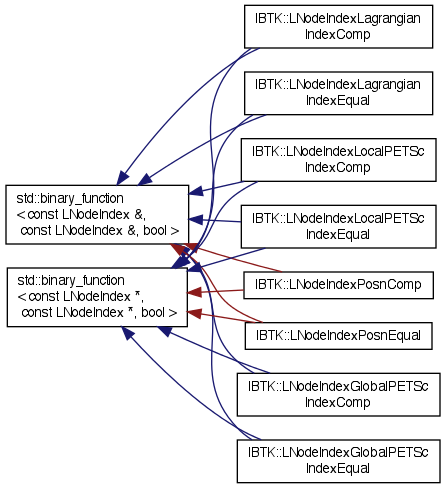 IBTK::LNodeIndexLagrangian
IndexComp
IBTK::LNodeIndexLagrangian
IndexEqual
IBTK::LNodeIndexLocalPETSc
IndexComp
std::binary_function
< const LNodeIndex &,
const LNodeIndex &, bool >
IBTK::LNodeIndexLocalPETSc
IndexEqual
std::binary_function
< const LNodeIndex *,
const LNodeIndex *, bool >
IBTK::LNodeIndexPosnComp
IBTK::LNodeIndexPosnEqual
IBTK::LNodeIndexGlobalPETSc
IndexComp
IBTK::LNodeIndexGlobalPETSc
IndexEqual